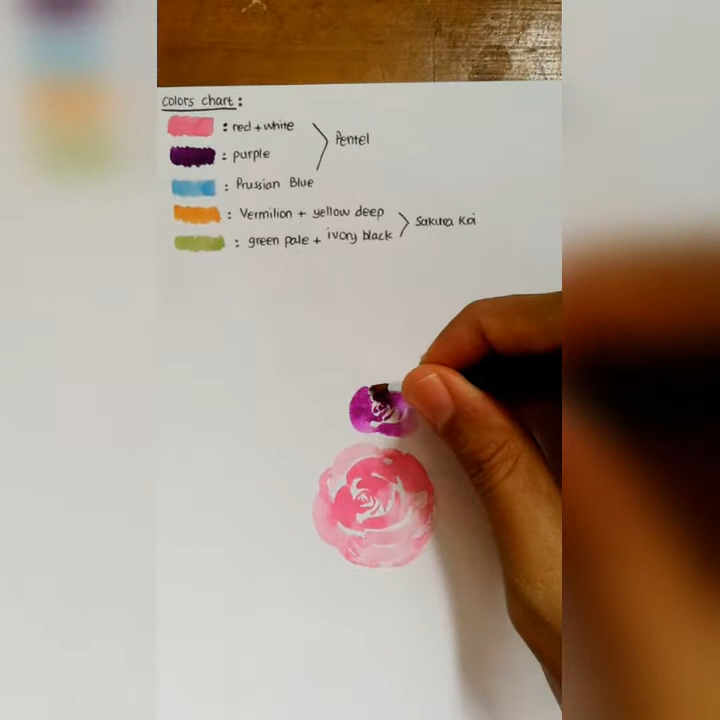 Colors chart :
: red + white
Pentel
: purple
: Prussian Blue
: Vermilion + yellow deep
Sakura Koi
: green pale + ivory black